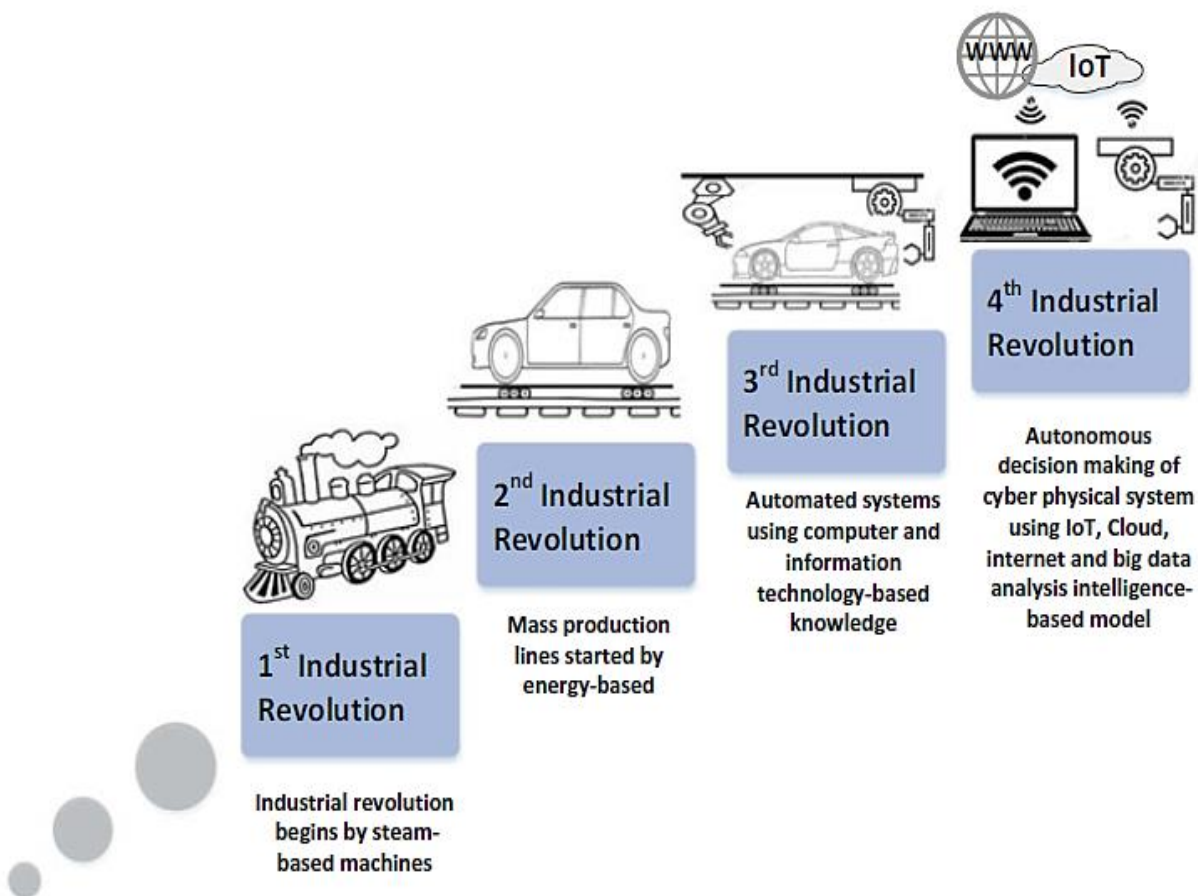 WWW
IoT
4th Industrial
Revolution
Autonomous
decision making of
cyber physical system
using IoT, Cloud,
internet and big data
analysis intelligence-
based model
3rd Industrial
Revolution
Automated systems
using computer and
information
technology-based
knowledge
2nd Industrial
Revolution
Mass production
lines started by
energy-based
1st Industrial
Revolution
Industrial revolution
begins by steam-
based machines